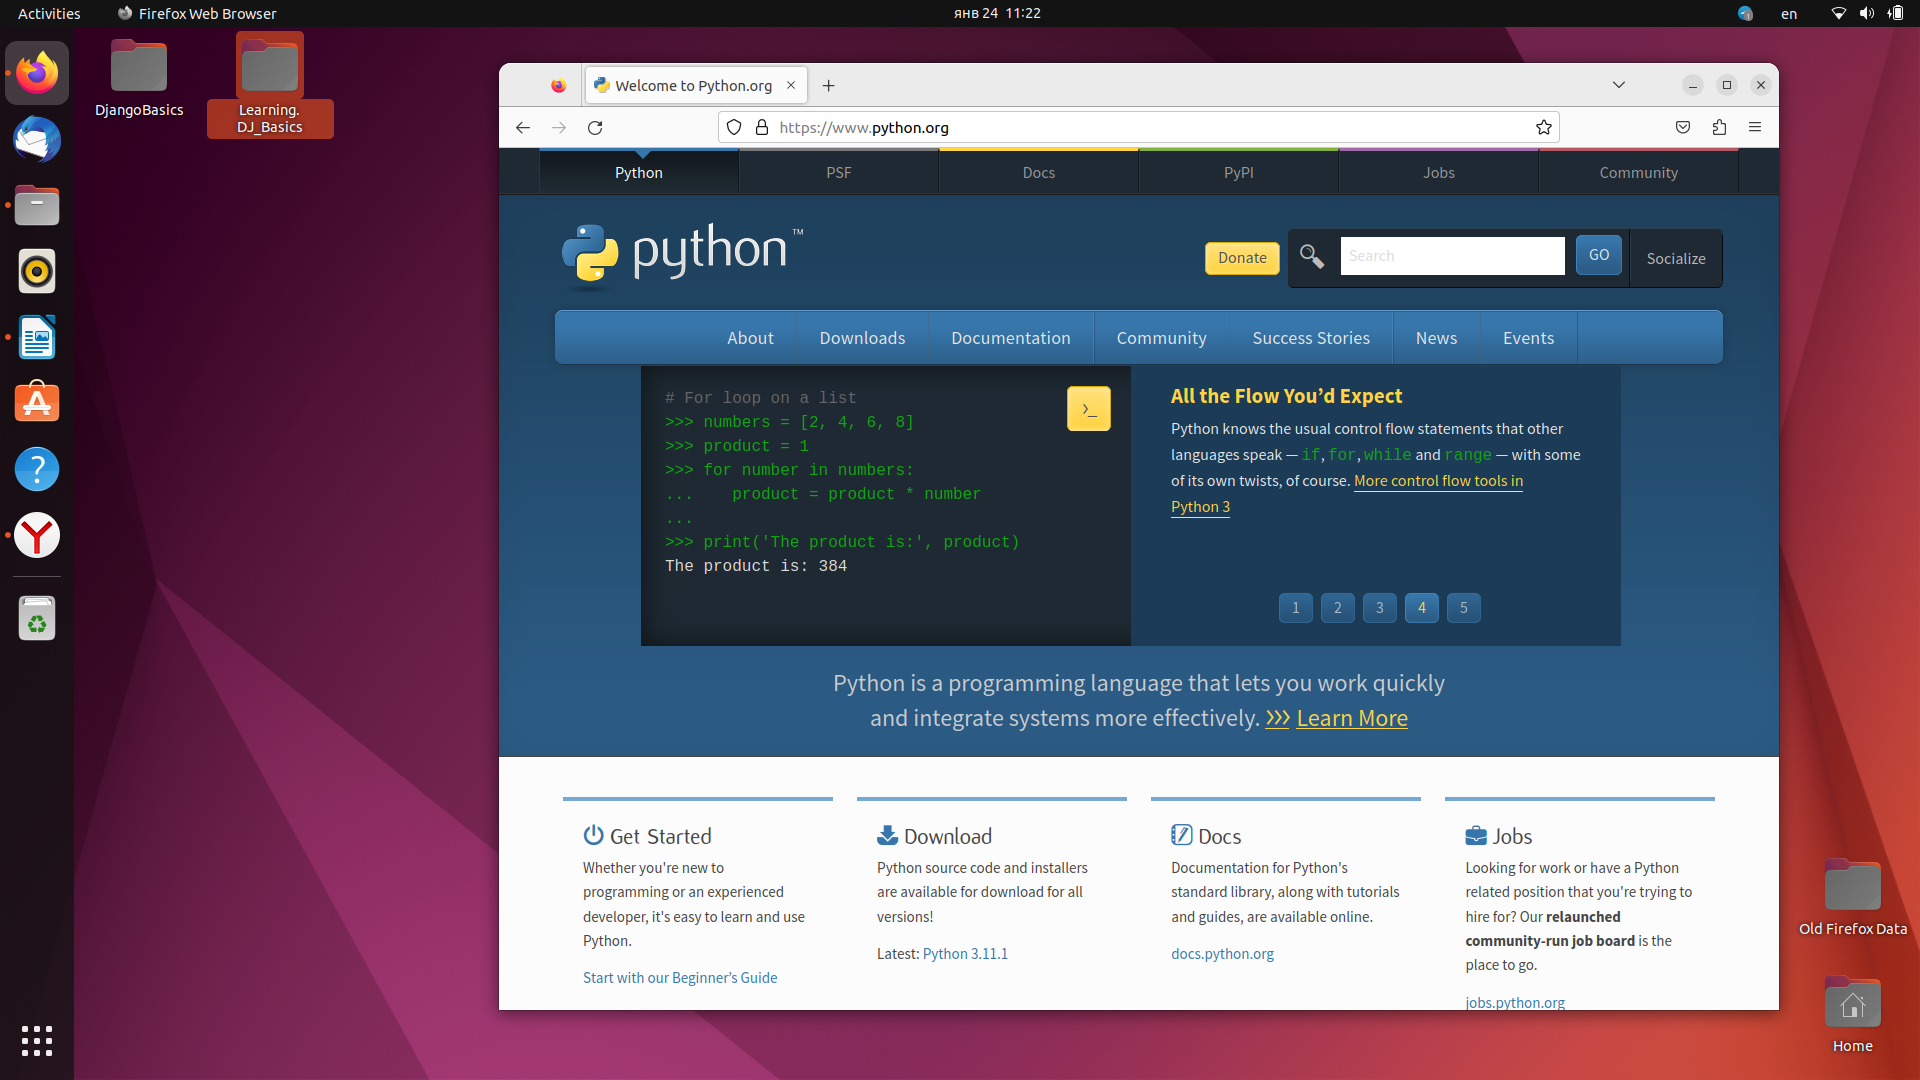 Activities
Firefox Web Browser
янв 24 11:22
en
DjangoBasics
Learning.
DJ_Basics
Welcome to Python.org
https://www.python.org
Python
PSF
Docs
PyPI
Jobs
Community
python™
Donate
Search
GO
Socialize
About
Downloads
Documentation
Community
Success Stories
News
Events
# For loop on a list
>>> numbers = [2, 4, 6, 8]
>>> product = 1
>>> for number in numbers:
...    product = product * number
...
>>> print('The product is:', product)
The product is: 384
>_
All the Flow You’d Expect
Python knows the usual control flow statements that other
languages speak — if, for, while and range — with some
of its own twists, of course. More control flow tools in
Python 3
1
2
3
4
5
Python is a programming language that lets you work quickly
and integrate systems more effectively. >>> Learn More
Get Started
Whether you're new to
programming or an experienced
developer, it's easy to learn and use
Python.
Start with our Beginner’s Guide
Download
Python source code and installers
are available for download for all
versions!
Latest: Python 3.11.1
Docs
Documentation for Python's
standard library, along with tutorials
and guides, are available online.
docs.python.org
Jobs
Looking for work or have a Python
related position that you're trying to
hire for? Our relaunched
community-run job board is the
place to go.
jobs.python.org
Old Firefox Data
Home